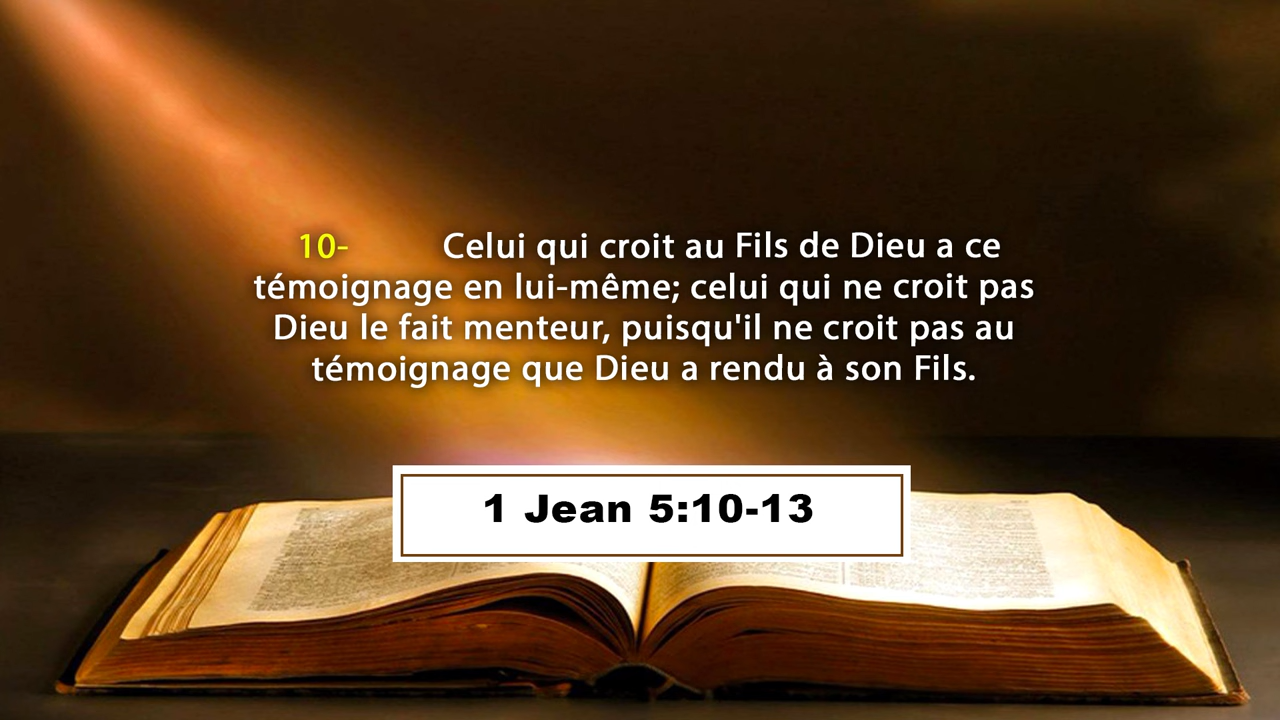 10- Celui qui croit au Fils de Dieu a ce
témoignage en lui-même; celui qui ne croit pas
Dieu le fait menteur, puisqu'il ne croit pas au
témoignage que Dieu a rendu à son Fils.
1 Jean 5:10-13